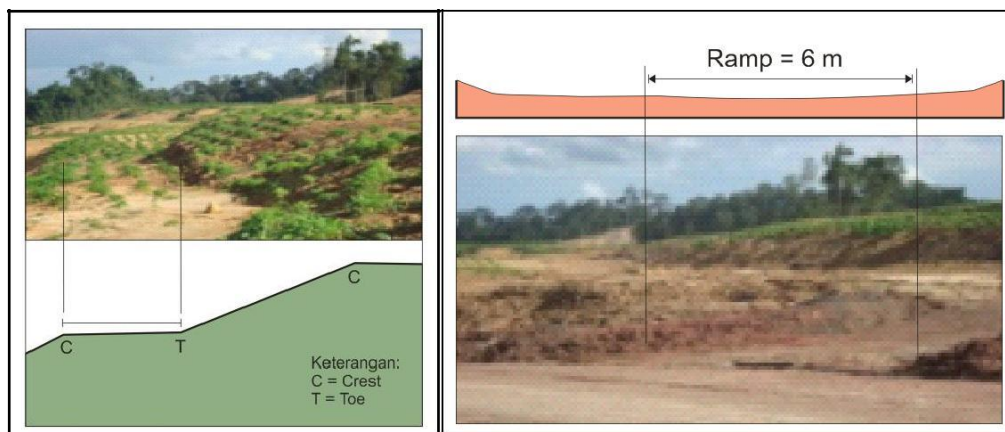 C
C
T
Keterangan:
C = Crest
T = Toe
Ramp = 6 m